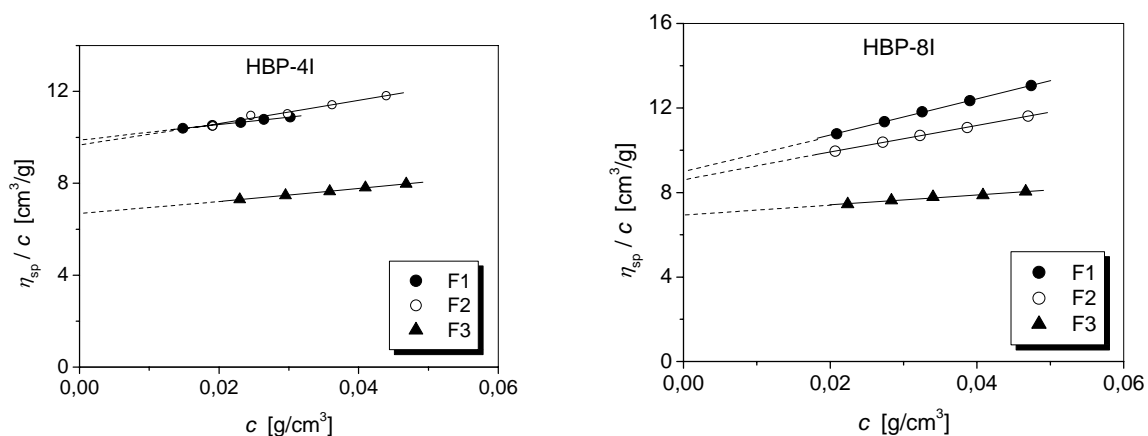 HBP-4I
12
8
4
0
0,00
0,02
0,04
0,06
η_sp / c [cm³/g]
c [g/cm³]
F1
F2
F3
HBP-8I
16
12
8
4
0
0,00
0,02
0,04
0,06
η_sp / c [cm³/g]
c [g/cm³]
F1
F2
F3